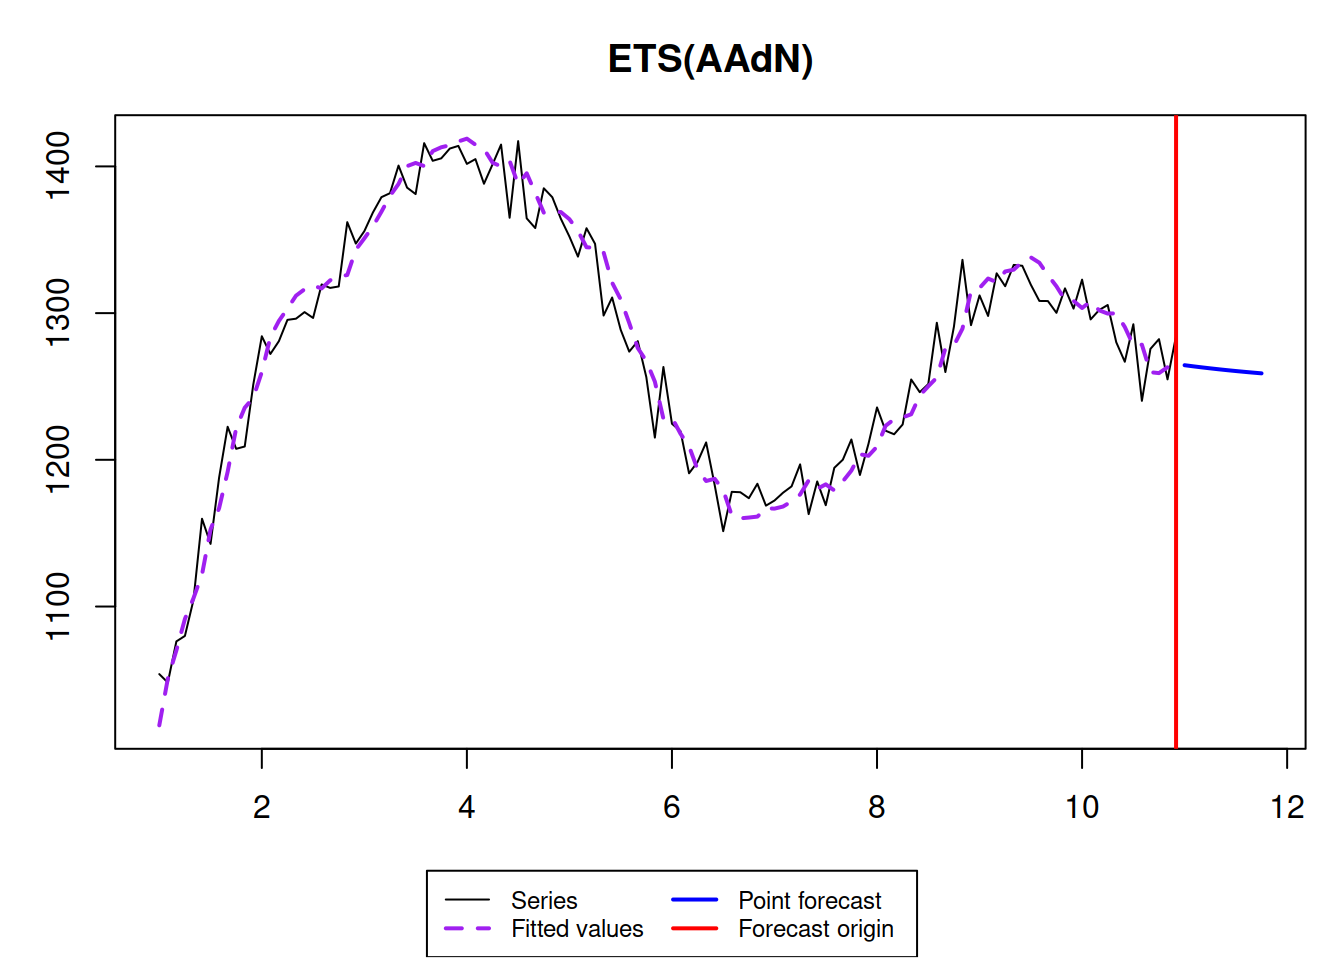 ETS(AAdN)
1400
1300
1200
1100
2 4 6 8 10 12
Series Point forecast
Fitted values Forecast origin